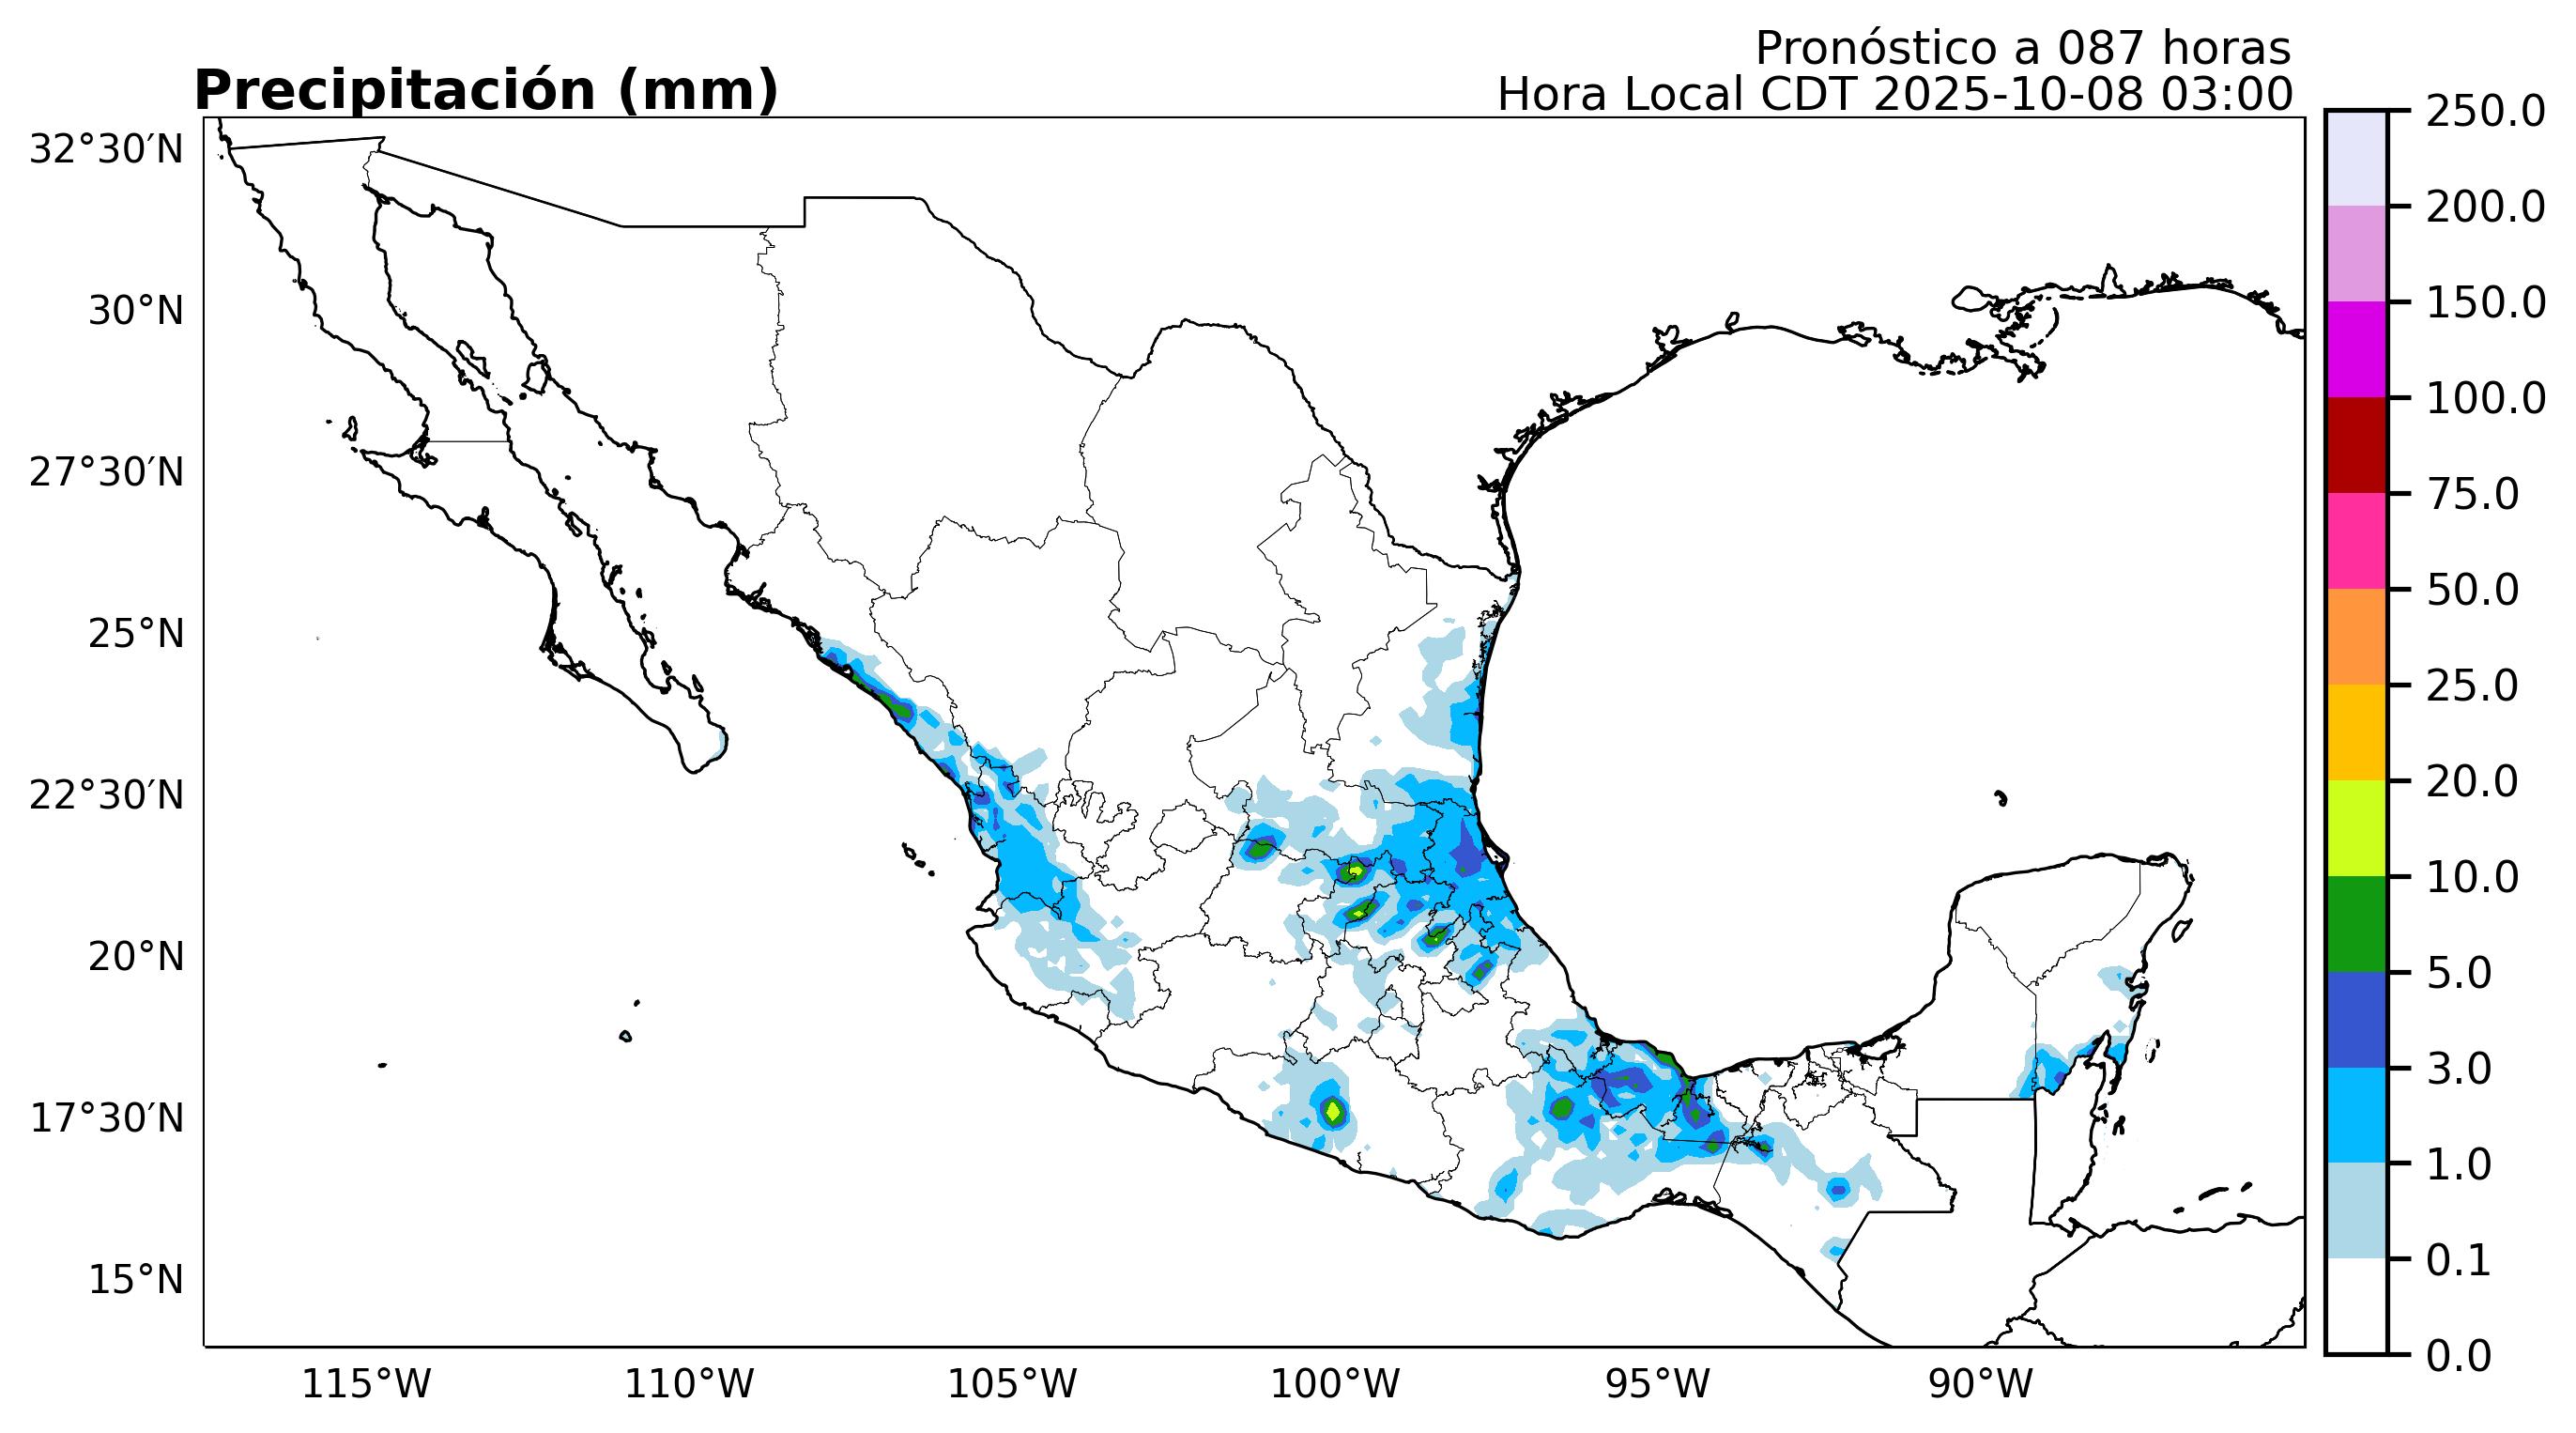 Pronóstico a 087 horas
Precipitación (mm)
Hora Local CDT 2025-10-08 03:00
32°30′N
30°N
27°30′N
25°N
22°30′N
20°N
17°30′N
15°N
115°W
110°W
105°W
100°W
95°W
90°W
250.0
200.0
150.0
100.0
75.0
50.0
25.0
20.0
10.0
5.0
3.0
1.0
0.1
0.0